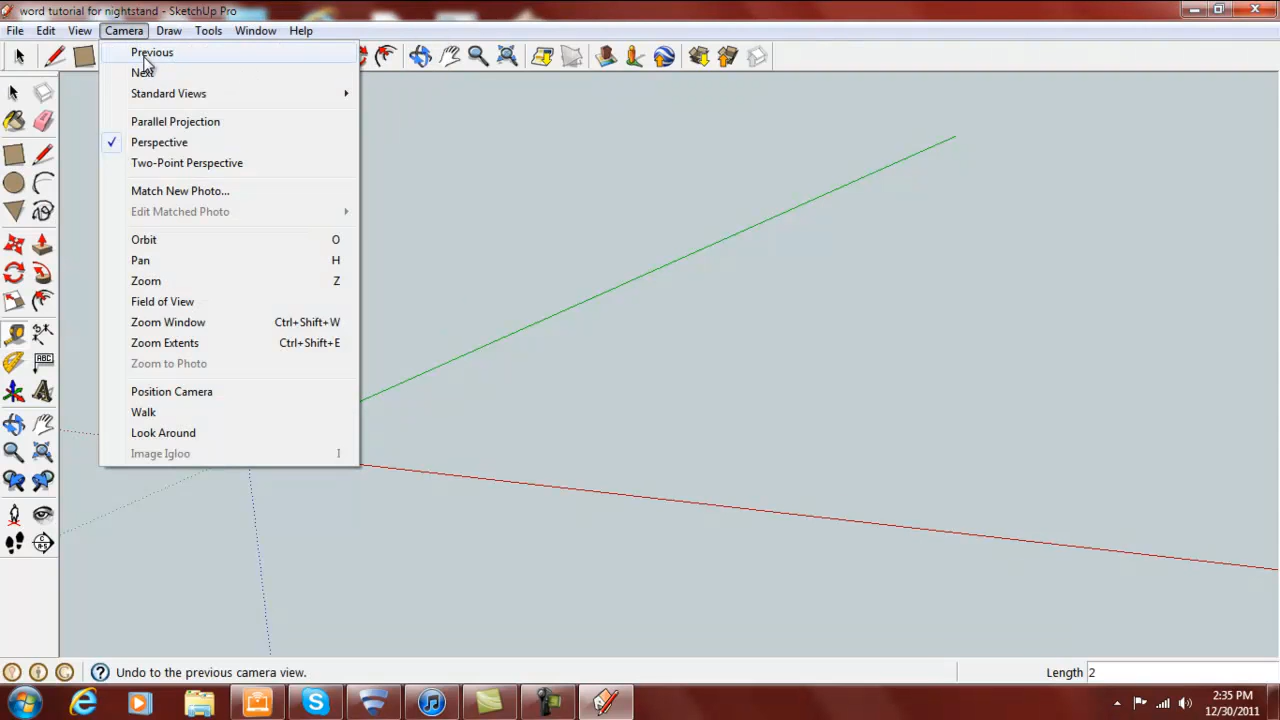 word tutorial for nightstand - SketchUp Pro
File Edit View Camera Draw Tools Window Help
Previous
Next
Standard Views
Parallel Projection
Perspective
Two-Point Perspective
Match New Photo...
Edit Matched Photo
Orbit O
Pan H
Zoom Z
Field of View
Zoom Window Ctrl+Shift+W
Zoom Extents Ctrl+Shift+E
Zoom to Photo
Position Camera
Walk
Look Around
Image Igloo I
ABC
Undo to the previous camera view. Length 2
2:35 PM
12/30/2011